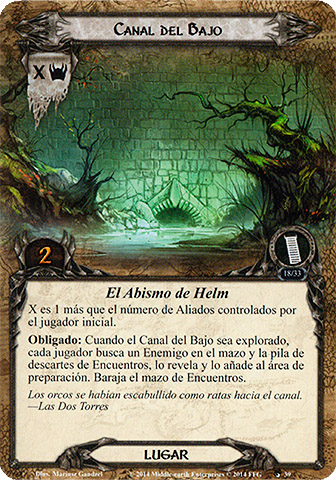 Canal del Bajo
X
2
18/33
El Abismo de Helm
X es 1 más que el número de Aliados controlados por
el jugador inicial.
Obligado: Cuando el Canal del Bajo sea explorado,
cada jugador busca un Enemigo en el mazo y la pila de
descartes de Encuentros, lo revela y lo añade al área de
preparación. Baraja el mazo de Encuentros.
Los orcos se habían escabullido como ratas hacia el canal.
—Las Dos Torres
LUGAR
Ilus. Mariusz Gandzel © 2014 Middle-earth Enterprises © 2014 FFG 39